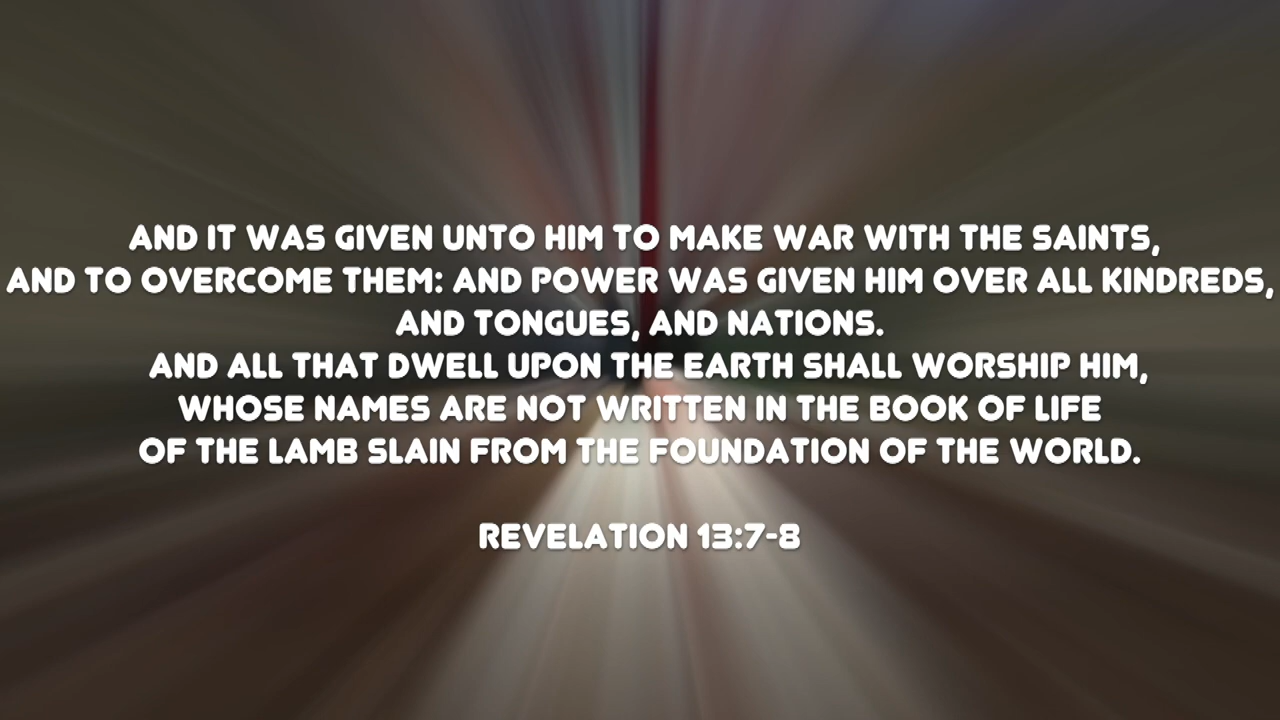 AND IT WAS GIVEN UNTO HIM TO MAKE WAR WITH THE SAINTS,
AND TO OVERCOME THEM: AND POWER WAS GIVEN HIM OVER ALL KINDREDS,
AND TONGUES, AND NATIONS.
AND ALL THAT DWELL UPON THE EARTH SHALL WORSHIP HIM,
WHOSE NAMES ARE NOT WRITTEN IN THE BOOK OF LIFE
OF THE LAMB SLAIN FROM THE FOUNDATION OF THE WORLD.
REVELATION 13:7-8